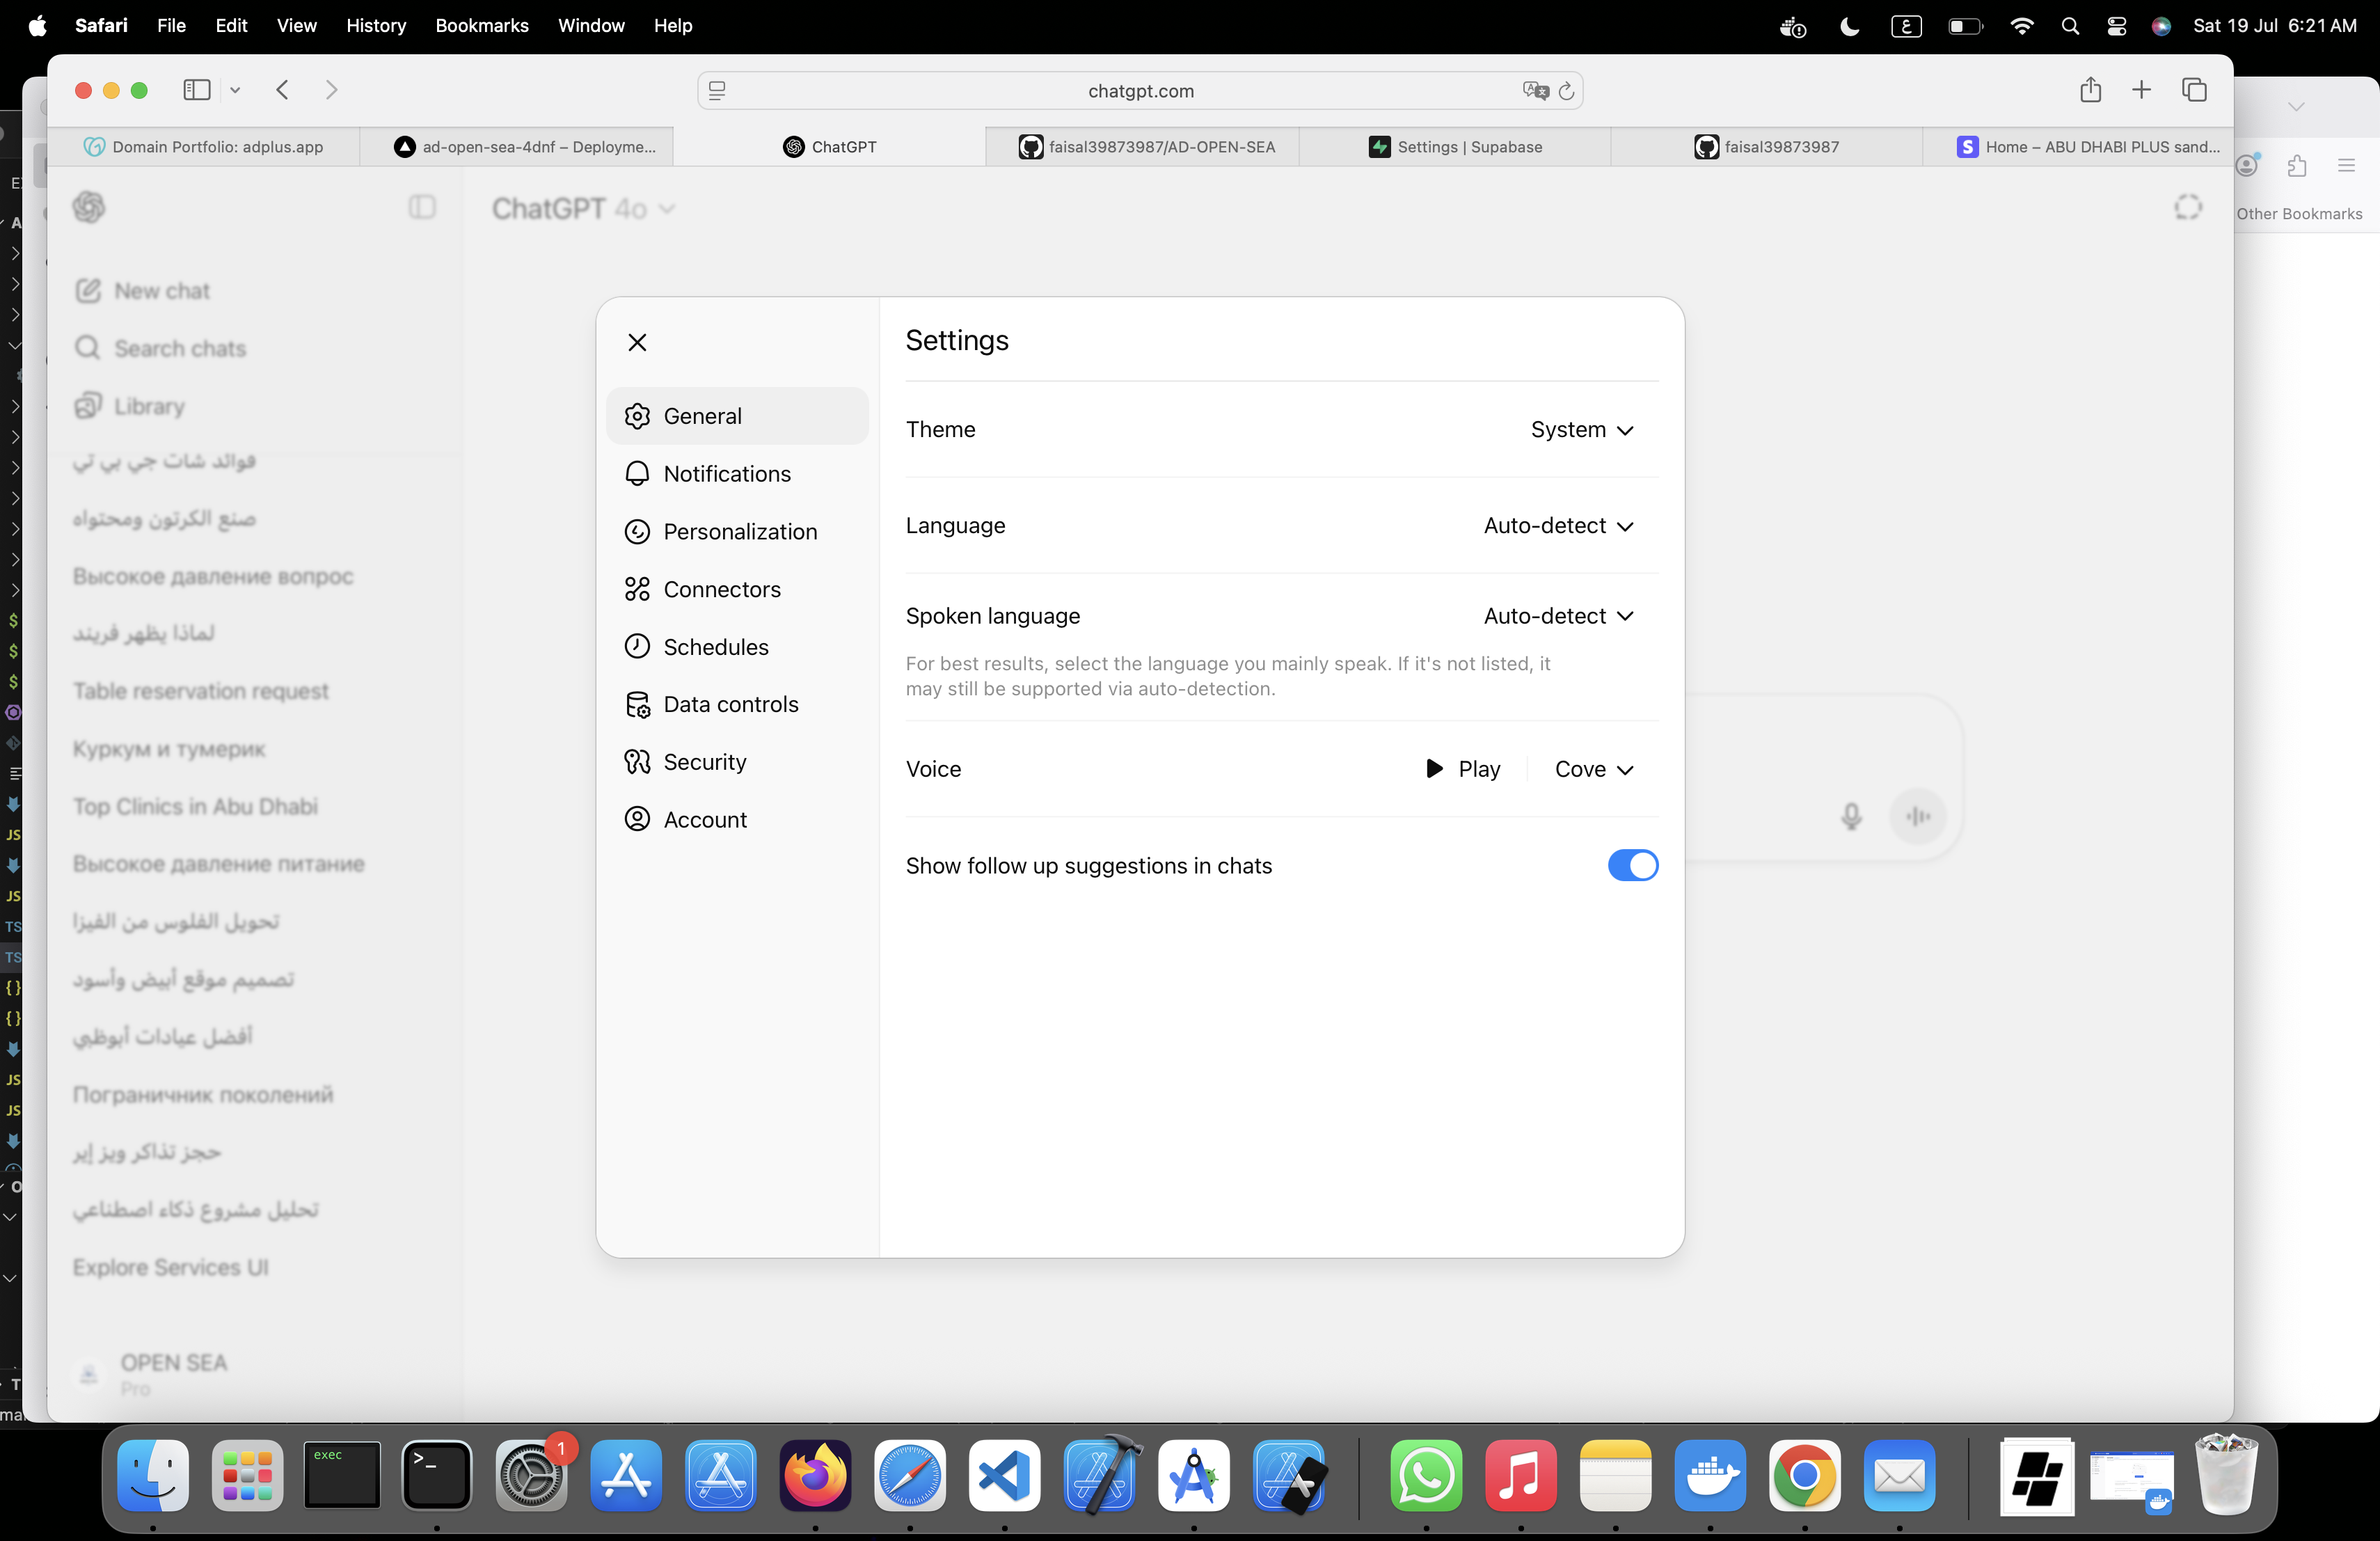 Safari File Edit View History Bookmarks Window Help
ع Sat 19 Jul 6:21 AM
chatgpt.com
Domain Portfolio: adplus.app
ad-open-sea-4dnf – Deployme...
ChatGPT
faisal39873987/AD-OPEN-SEA
Settings | Supabase
faisal39873987
S Home – ABU DHABI PLUS sand...
Other Bookmarks
ChatGPT 4o
New chat
Search chats
Library
فوائد شات جي بي تي
صنع الكرتون ومحتواه
Высокое давление вопрос
لماذا يظهر فريند
Table reservation request
Куркум и тумерик
Top Clinics in Abu Dhabi
Высокое давление питание
تحويل الفلوس من الفيزا
تصميم موقع أبيض وأسود
أفضل عيادات أبوظبي
Пограничник поколений
حجز تذاكر ويز إير
تحليل مشروع ذكاء اصطناعي
Explore Services UI
OPEN SEA
Pro
General
Notifications
Personalization
Connectors
Schedules
Data controls
Security
Account
Settings
Theme System
Language Auto-detect
Spoken language Auto-detect
For best results, select the language you mainly speak. If it's not listed, it
may still be supported via auto-detection.
Voice Play Cove
Show follow up suggestions in chats
JS
JS
TS
TS
{}
{}
JS
JS
exec
1